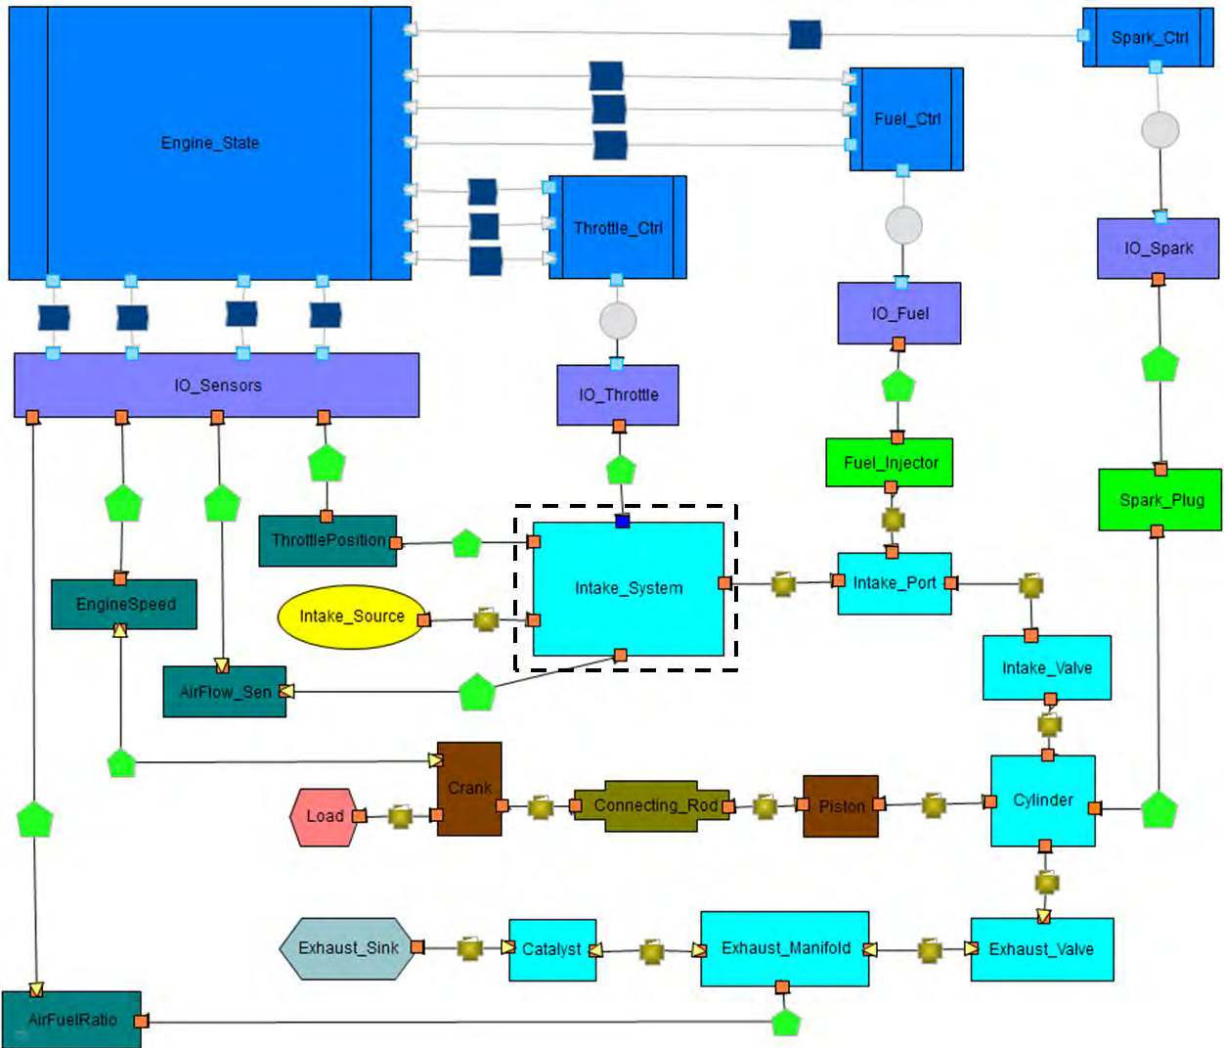 Spark_Ctrl
Engine_State
Fuel_Ctrl
Throttle_Ctrl
IO_Spark
IO_Fuel
IO_Sensors
IO_Throttle
Fuel_Injector
Spark_Plug
ThrottlePosition
Intake_System
Intake_Port
EngineSpeed
Intake_Source
Intake_Valve
AirFlow_Sen
Crank
Connecting_Rod
Piston
Cylinder
Load
Exhaust_Sink
Catalyst
Exhaust_Manifold
Exhaust_Valve
AirFuelRatio